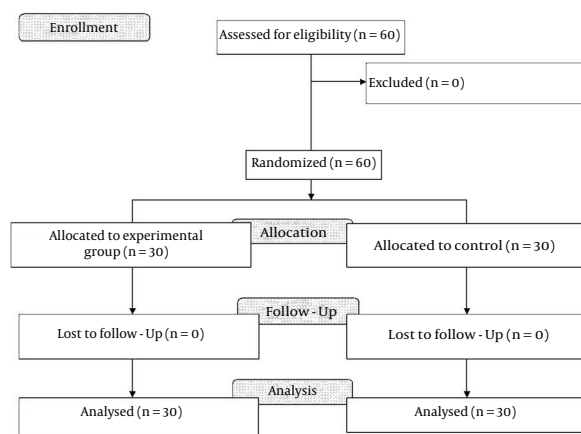 Enrollment
Assessed for eligibility (n = 60)
Excluded (n = 0)
Randomized (n = 60)
Allocation
Allocated to experimental
group (n = 30)
Allocated to control (n = 30)
Follow - Up
Lost to follow - Up (n = 0)
Lost to follow - Up (n = 0)
Analysis
Analysed (n = 30)
Analysed (n = 30)